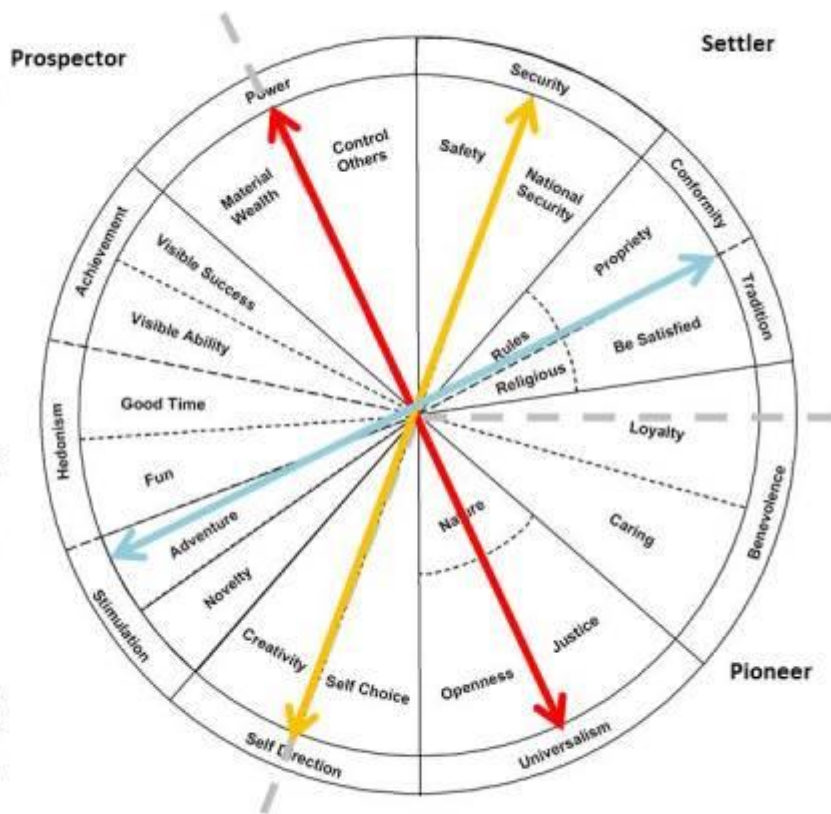 Prospector
Settler
Power
Security
Conformity
Tradition
Benevolence
Universalism
Self Direction
Stimulation
Hedonism
Achievement
Material
Wealth
Control
Others
Safety
National
Security
Propriety
Rules
Religious
Be Satisfied
Loyalty
Caring
Nature
Justice
Openness
Self Choice
Creativity
Novelty
Adventure
Fun
Good Time
Visible Ability
Visible Success
Pioneer